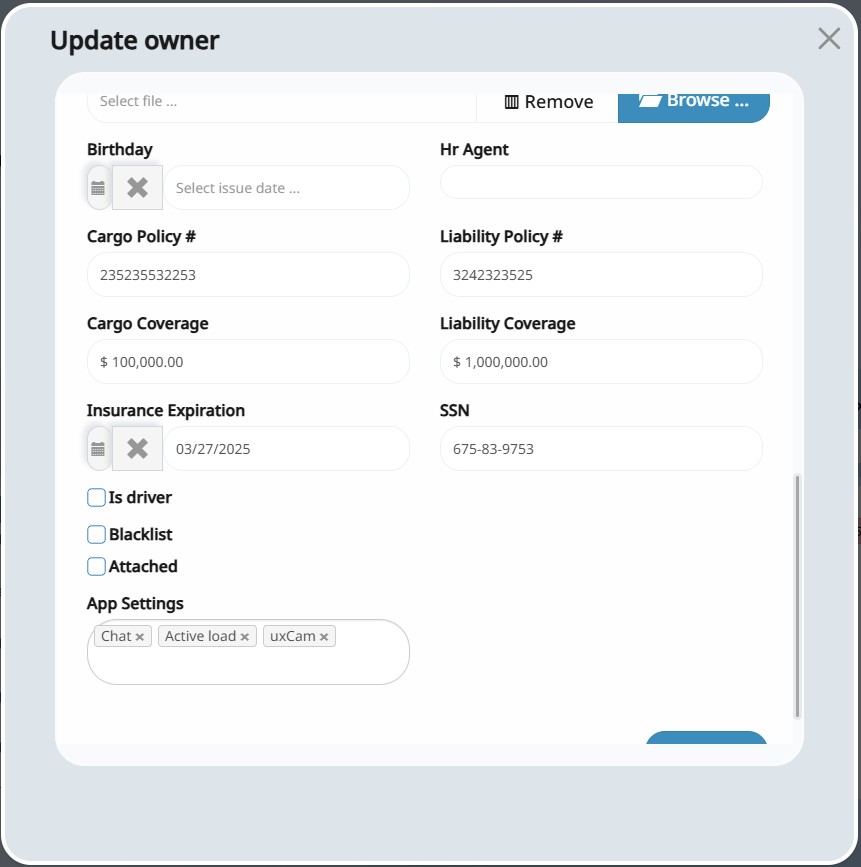 Update owner
Select file ...
Remove
Browse ...
Birthday
Hr Agent
Select issue date ...
Cargo Policy #
Liability Policy #
235235532253
3242323525
Cargo Coverage
Liability Coverage
$ 100,000.00
$ 1,000,000.00
Insurance Expiration
SSN
03/27/2025
675-83-9753
Is driver
Blacklist
Attached
App Settings
Chat × Active load × uxCam ×